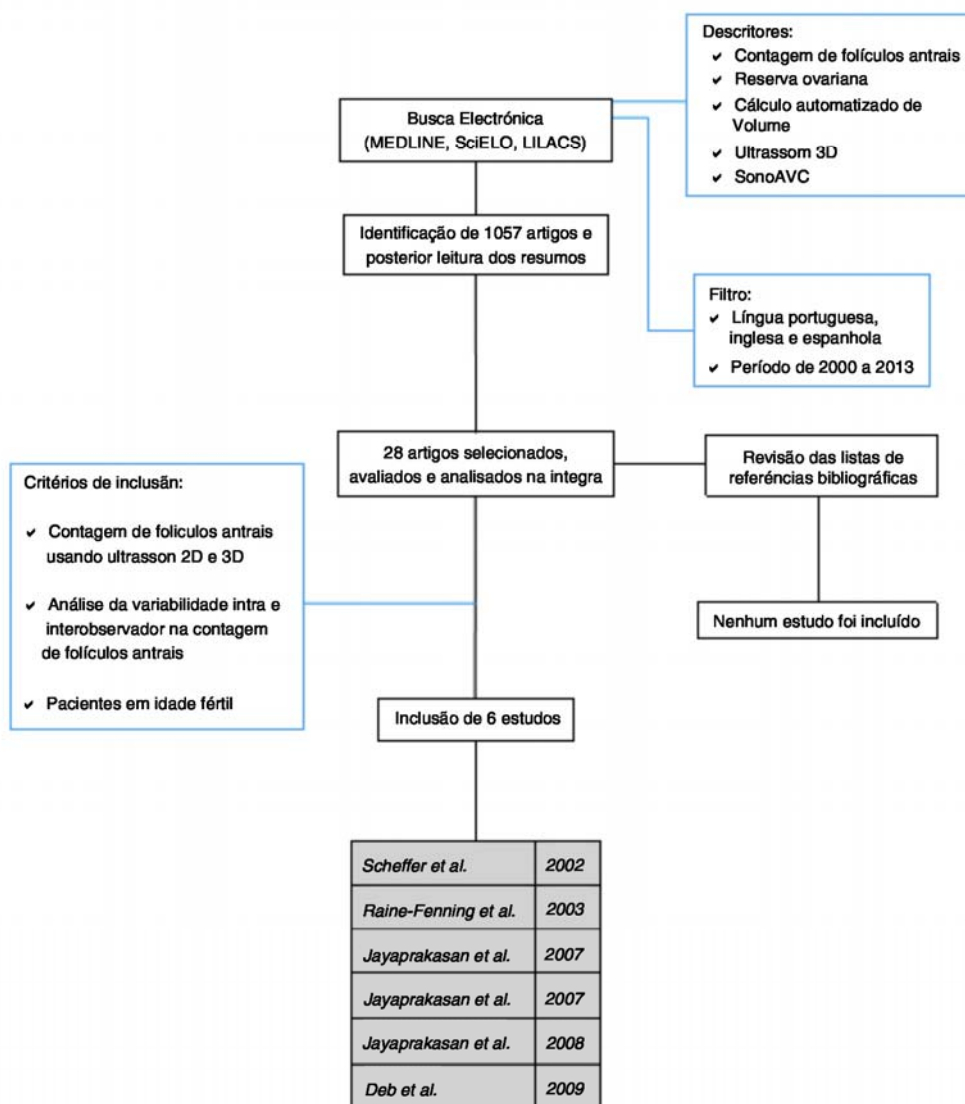 Descritores:
✓ Contagem de folículos antrais
✓ Reserva ovariana
✓ Cálculo automatizado de
Volume
✓ Ultrassom 3D
✓ SonoAVC
Busca Electrónica
(MEDLINE, SciELO, LILACS)
Identificação de 1057 artigos e
posterior leitura dos resumos
Filtro:
✓ Língua portuguesa,
inglesa e espanhola
✓ Período de 2000 a 2013
28 artigos selecionados,
avaliados e analisados na integra
Revisão das listas de
referéncias bibliográficas
Nenhum estudo foi incluído
Critérios de inclusãn:
✓ Contagem de foliculos antrais
usando ultrasson 2D e 3D
✓ Análise da variabilidade intra e
interobservador na contagem
de folículos antrais
✓ Pacientes em idade fértil
Inclusão de 6 estudos
Scheffer et al. 2002
Raine-Fenning et al. 2003
Jayaprakasan et al. 2007
Jayaprakasan et al. 2007
Jayaprakasan et al. 2008
Deb et al. 2009